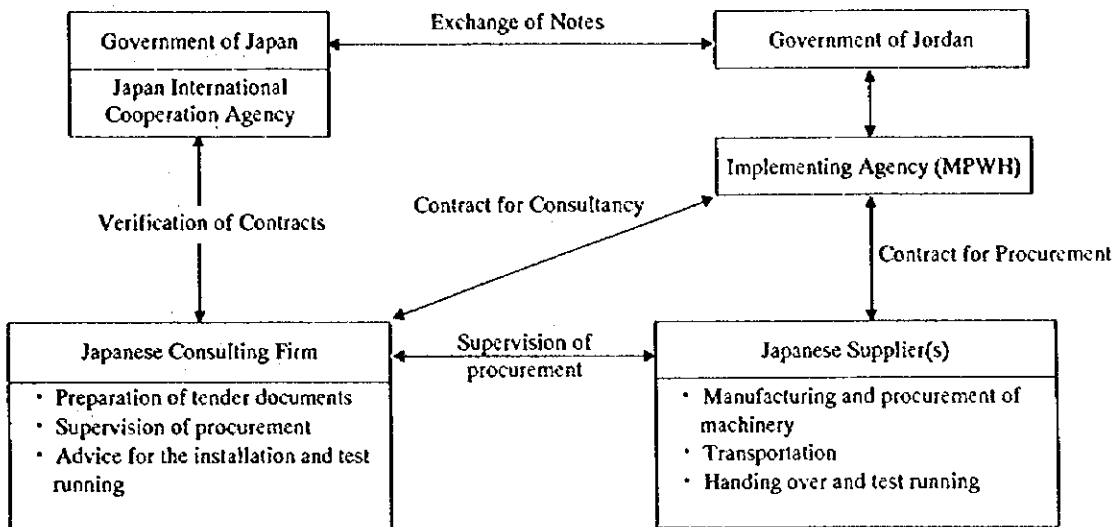 Exchange of Notes
Government of Japan
Government of Jordan
Japan International
Cooperation Agency
Implementing Agency (MPWH)
Contract for Consultancy
Verification of Contracts
Contract for Procurement
Japanese Consulting Firm
Supervision of
procurement
Japanese Supplier(s)
・ Preparation of tender documents
・ Supervision of procurement
・ Advice for the installation and test
running
・ Manufacturing and procurement of
machinery
・ Transportation
・ Handing over and test running